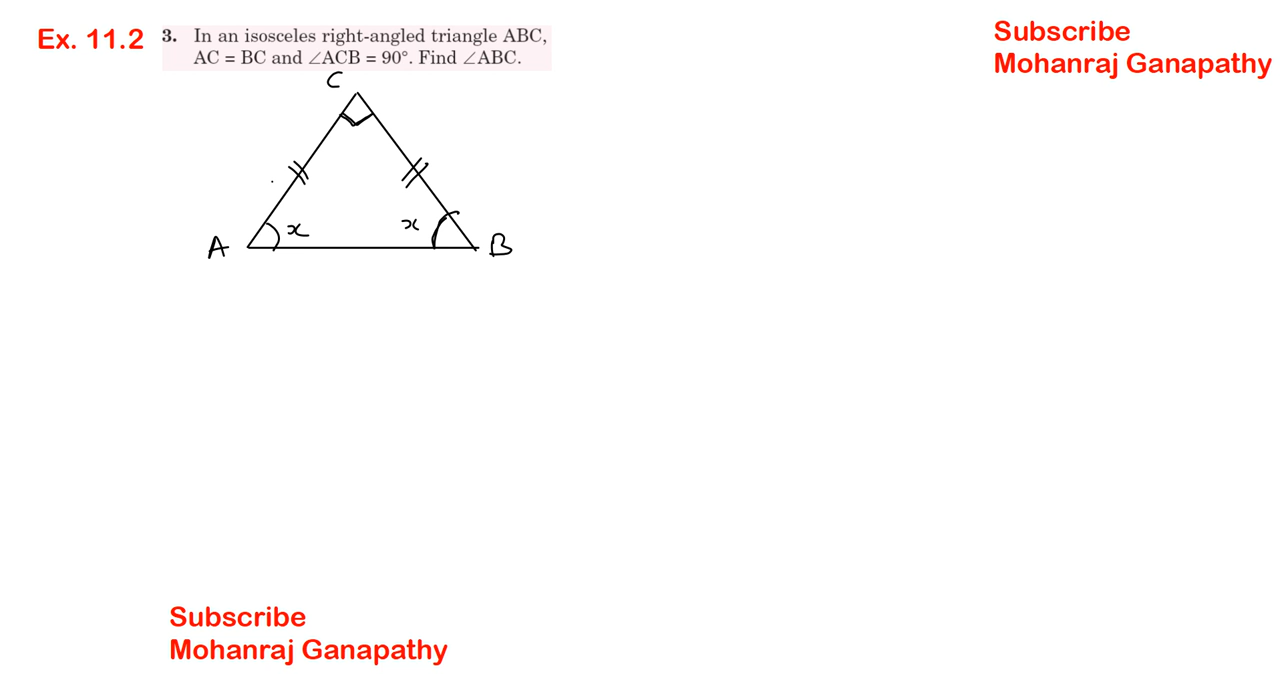 Ex. 11.2
3. In an isosceles right-angled triangle ABC,
AC = BC and ∠ACB = 90°. Find ∠ABC.
Subscribe
Mohanraj Ganapathy
C
x
x
A
B
Subscribe
Mohanraj Ganapathy